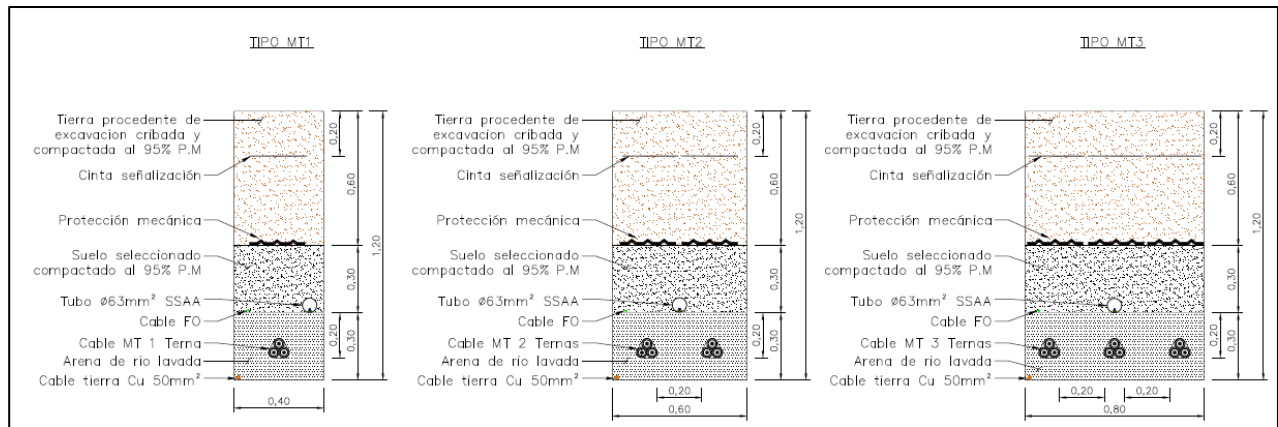 TIPO MT1
Tierra procedente de
excavacion cribada y
compactada al 95% P.M
Cinta señalización
Protección mecánica
Suelo seleccionado
compactado al 95% P.M
Tubo Ø63mm² SSAA
Cable FO
Cable MT 1 Terna
Arena de rio lavada
Cable tierra Cu 50mm²
0,20
0,60
1,20
0,30
0,20
0,30
0,40
TIPO MT2
Tierra procedente de
excavacion cribada y
compactada al 95% P.M
Cinta señalización
Protección mecánica
Suelo seleccionado
compactado al 95% P.M
Tubo Ø63mm² SSAA
Cable FO
Cable MT 2 Ternas
Arena de rio lavada
Cable tierra Cu 50mm²
0,20
0,60
1,20
0,30
0,20
0,30
0,20
0,60
TIPO MT3
Tierra procedente de
excavacion cribada y
compactada al 95% P.M
Cinta señalización
Protección mecánica
Suelo seleccionado
compactado al 95% P.M
Tubo Ø63mm² SSAA
Cable FO
Cable MT 3 Ternas
Arena de rio lavada
Cable tierra Cu 50mm²
0,20
0,60
1,20
0,30
0,20
0,30
0,20
0,20
0,80